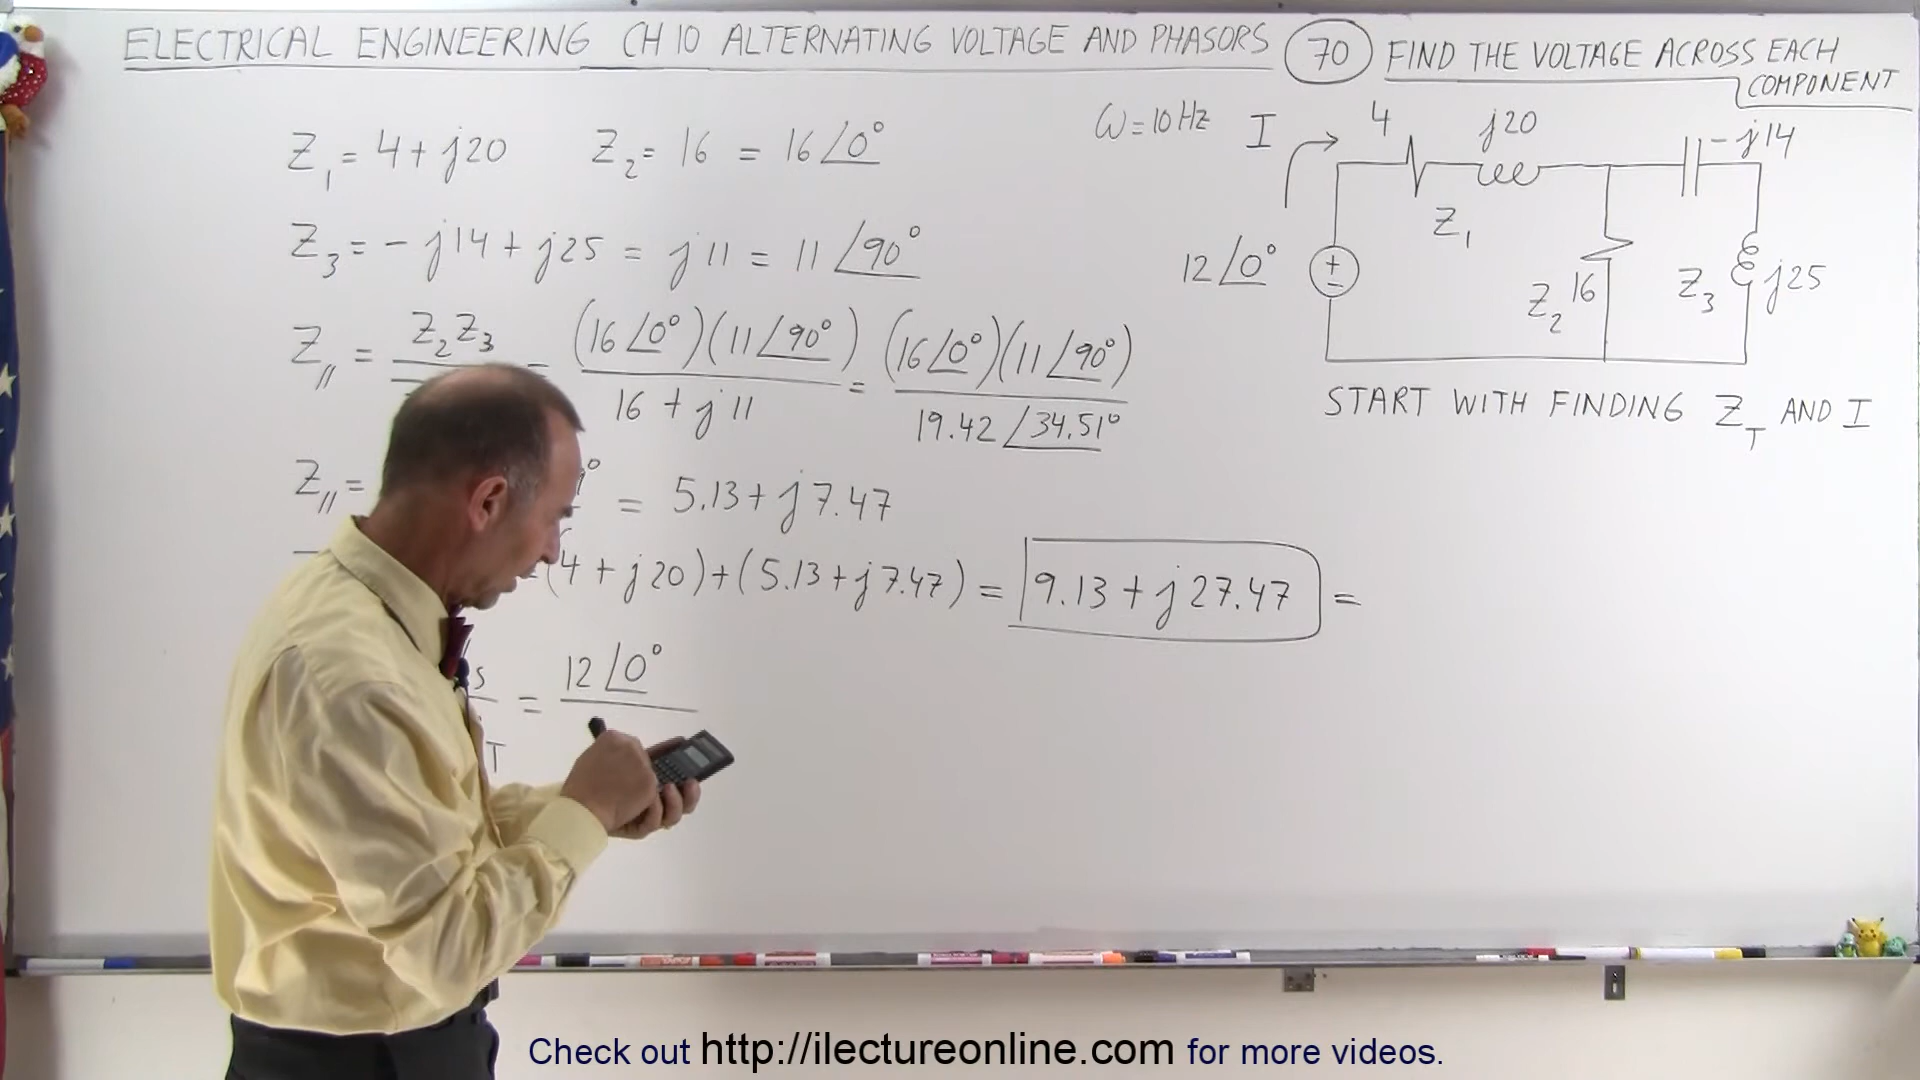 ELECTRICAL ENGINEERING CH 10 ALTERNATING VOLTAGE AND PHASORS 70 FIND THE VOLTAGE ACROSS EACH
COMPONENT
Z₁ = 4 + j20 Z₂ = 16 = 16∠0°
Z₃ = - j14 + j25 = j11 = 11∠90°
Z∥ = Z₂Z₃ = (16∠0°)(11∠90°) = (16∠0°)(11∠90°)
16 + j11 19.42∠34.51°
Z∥ = ° = 5.13 + j7.47
(4 + j20) + (5.13 + j7.47) = 9.13 + j27.47 =
s = 12∠0°
T
ω = 10 Hz I 4 j20 -j14
Z₁
12∠0° + -
Z₂ 16 Z₃ j25
START WITH FINDING Z_T AND I
Check out http://ilectureonline.com for more videos.